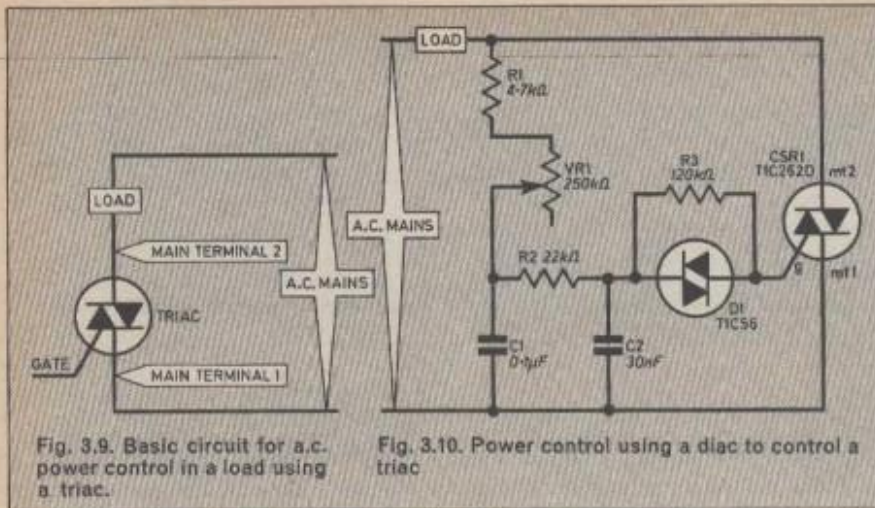 LOAD
MAIN TERMINAL 2
A.C. MAINS
TRIAC
GATE
MAIN TERMINAL 1
Fig. 3.9. Basic circuit for a.c.
power control in a load using
a triac.
LOAD
R1
4·7kΩ
VR1
250kΩ
A.C. MAINS
R3
120kΩ
CSR1
T1C262D
mt2
R2 22kΩ
g
mt1
D1
T1C56
C1
0·1µF
C2
30nF
Fig. 3.10. Power control using a diac to control a
triac